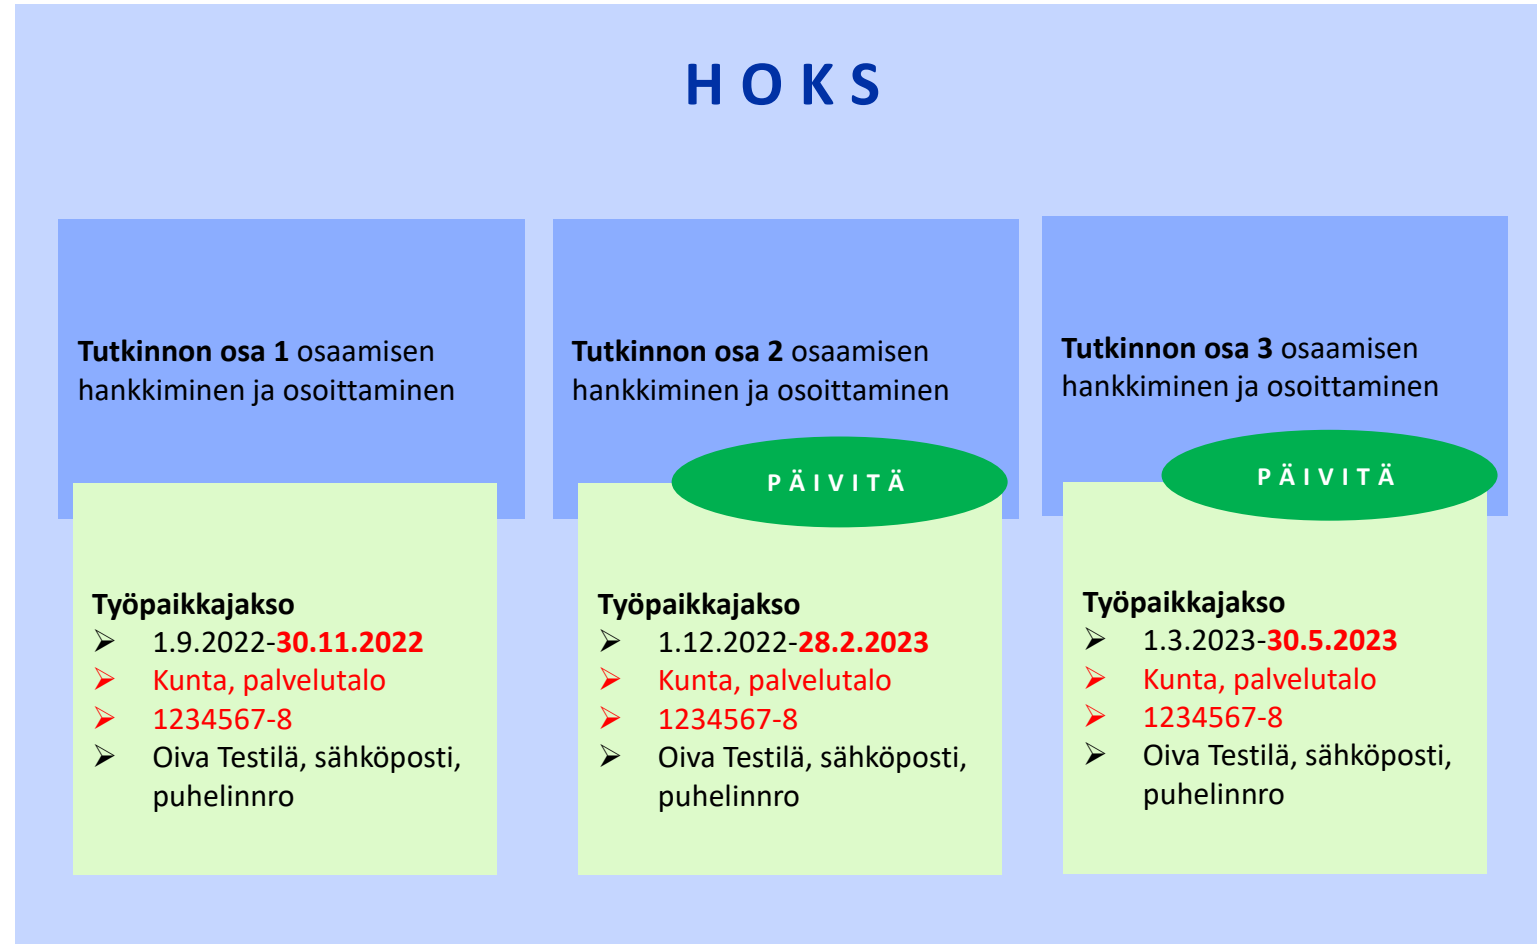 H O K S
Tutkinnon osa 1 osaamisen
hankkiminen ja osoittaminen
Työpaikkajakso
➢ 1.9.2022-30.11.2022
➢ Kunta, palvelutalo
➢ 1234567-8
➢ Oiva Testilä, sähköposti,
puhelinnro
Tutkinnon osa 2 osaamisen
hankkiminen ja osoittaminen
P Ä I V I T Ä
Työpaikkajakso
➢ 1.12.2022-28.2.2023
➢ Kunta, palvelutalo
➢ 1234567-8
➢ Oiva Testilä, sähköposti,
puhelinnro
Tutkinnon osa 3 osaamisen
hankkiminen ja osoittaminen
P Ä I V I T Ä
Työpaikkajakso
➢ 1.3.2023-30.5.2023
➢ Kunta, palvelutalo
➢ 1234567-8
➢ Oiva Testilä, sähköposti,
puhelinnro